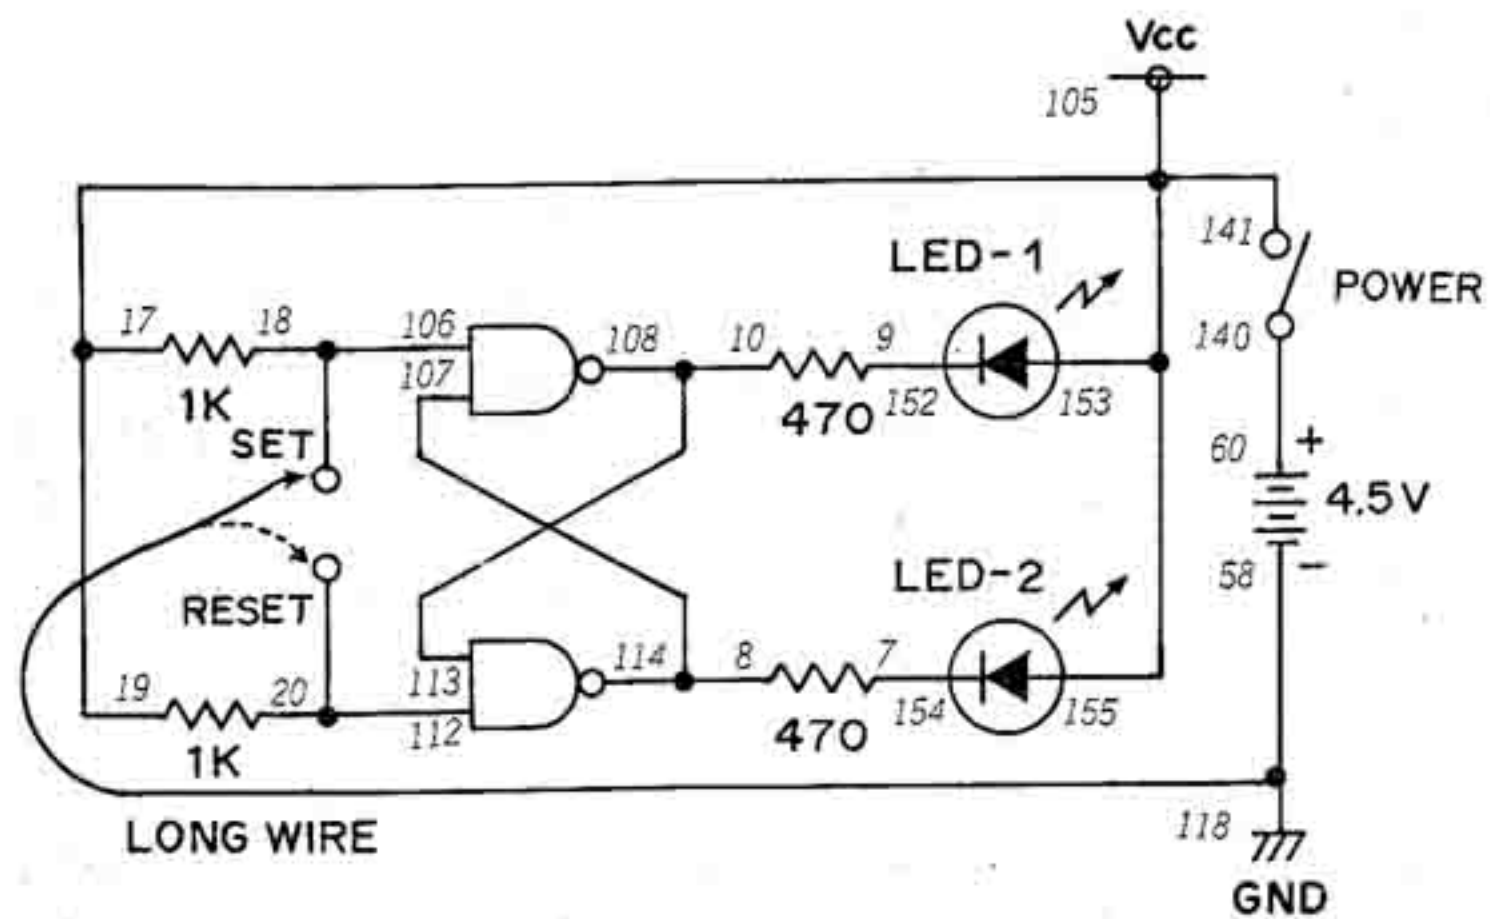 Vcc
105
141
LED-1
POWER
17 18 106 108 10 9 140
107
1K 470 152 153
SET
60 +
4.5V
RESET
LED-2
58 −
19 20 113 114 8 7
112 154 155
1K 470
LONG WIRE
118
GND